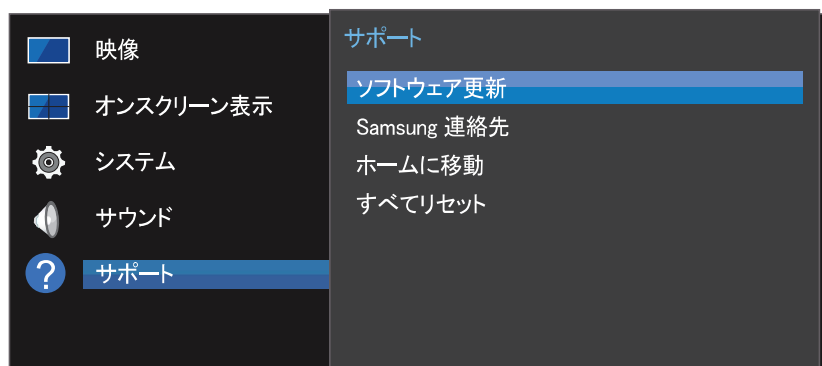 映像
オンスクリーン表示
システム
サウンド
サポート
サポート
ソフトウェア更新
Samsung 連絡先
ホームに移動
すべてリセット